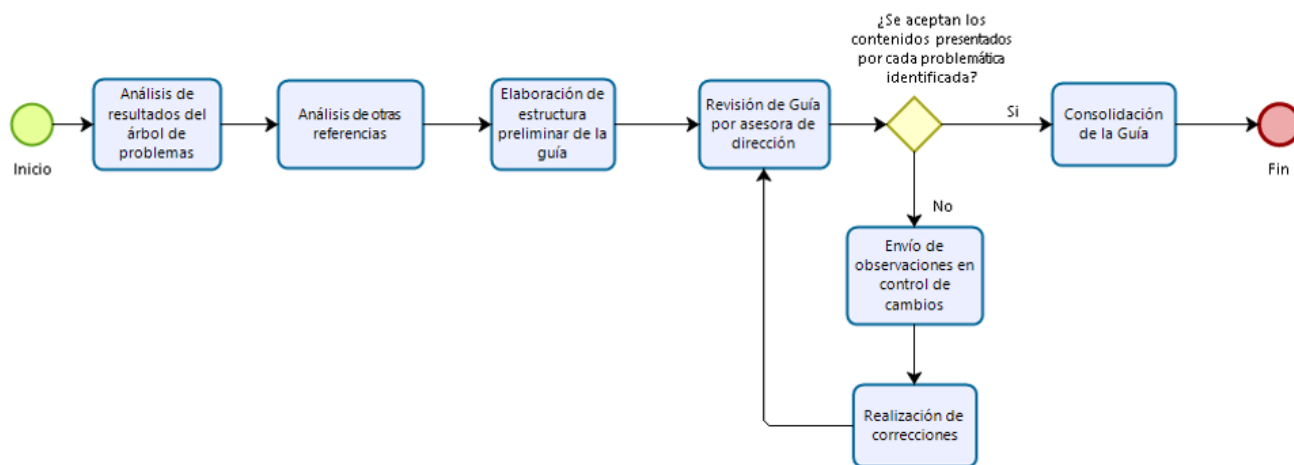 ¿Se aceptan los
contenidos presentados
por cada problemática
identificada?
Inicio
Análisis de
resultados del
árbol de
problemas
Análisis de otras
referencias
Elaboración de
estructura
preliminar de la
guía
Revisión de Guía
por asesora de
dirección
Si
Consolidación
de la Guía
Fin
No
Envío de
observaciones en
control de
cambios
Realización de
correcciones